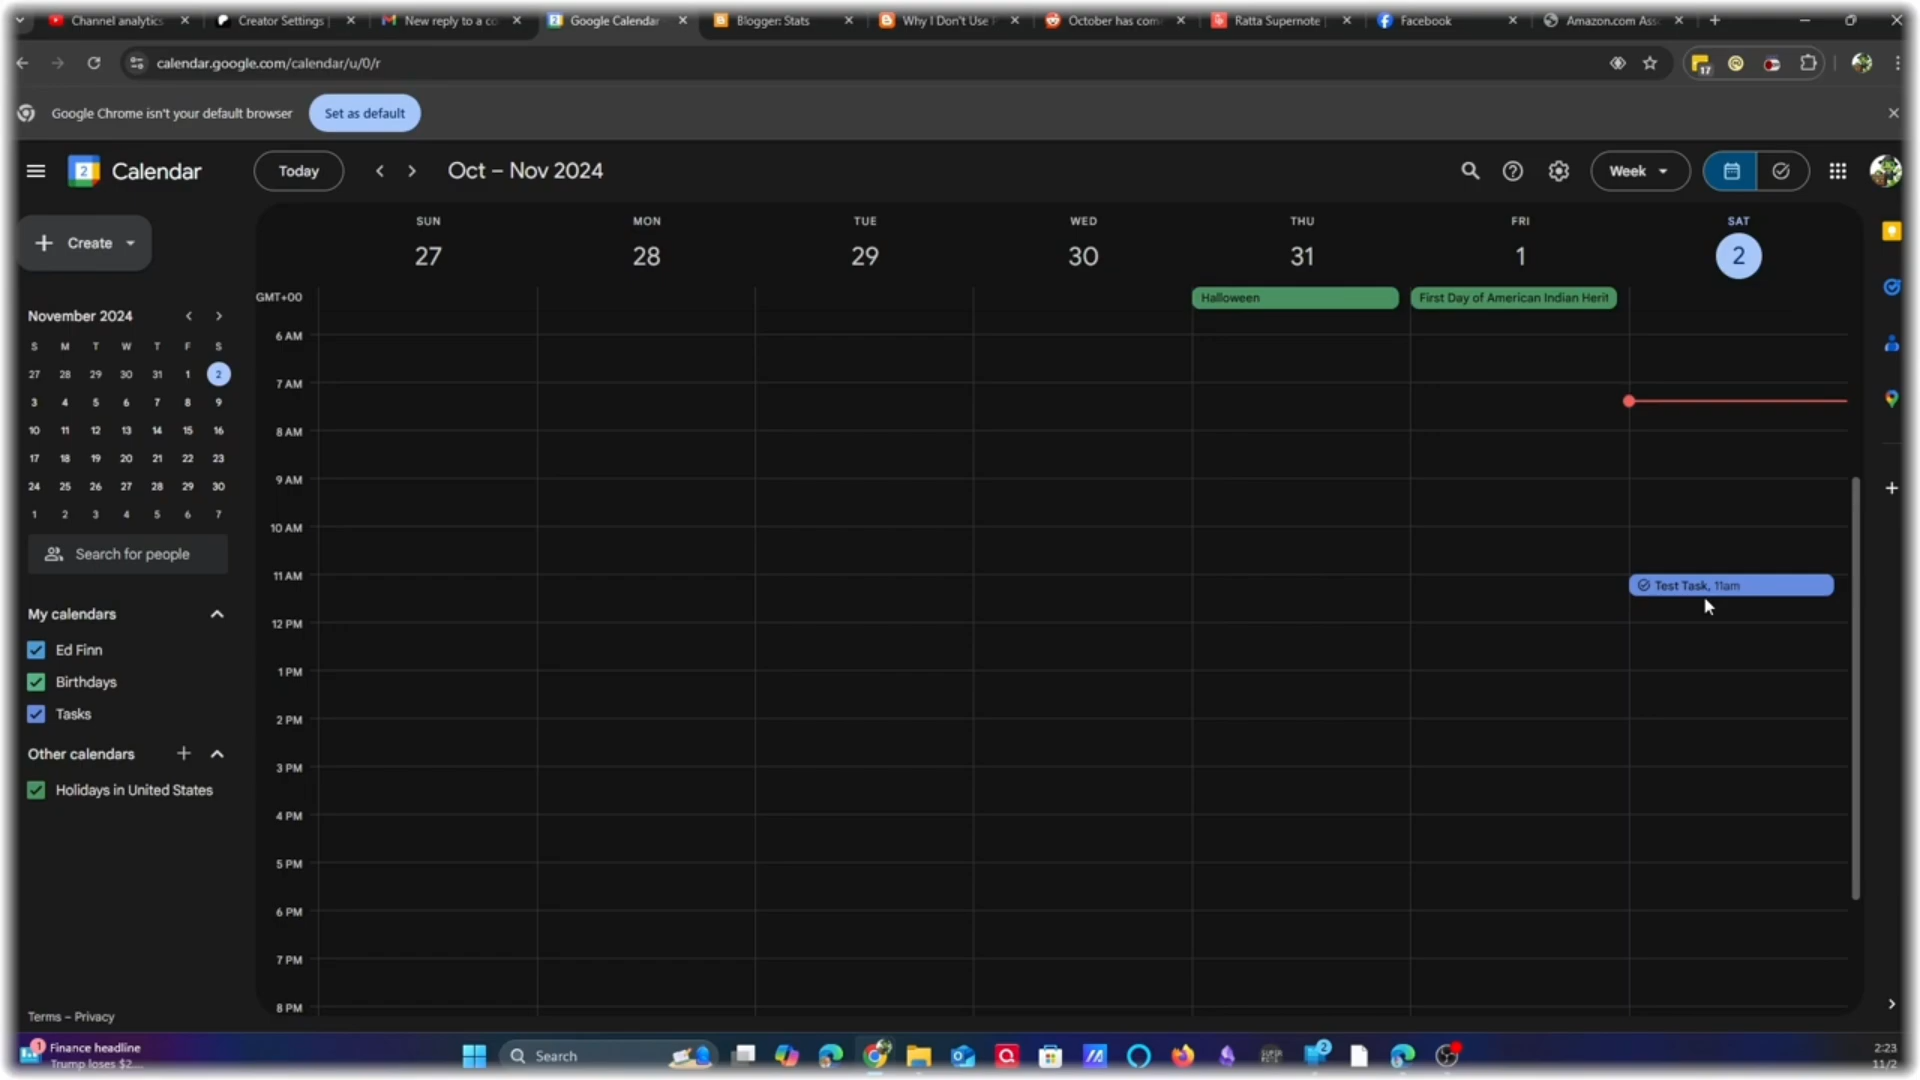 Channel analytics
Creator Settings
New reply to a co
Google Calendar
Blogger: Stats
Why I Don't Use
October has com
Ratta Supernote
Facebook
Amazon.com Ass
calendar.google.com/calendar/u/0/r
17
Google Chrome isn't your default browser
Set as default
2
Calendar
Today
Oct – Nov 2024
Week
Create
SUN
MON
TUE
WED
THU
FRI
SAT
27
28
29
30
31
1
2
GMT+00
Halloween
First Day of American Indian Herit
November 2024
S M T W T F S
27 28 29 30 31 1 2
3 4 5 6 7 8 9
10 11 12 13 14 15 16
17 18 19 20 21 22 23
24 25 26 27 28 29 30
1 2 3 4 5 6 7
Search for people
My calendars
Ed Finn
Birthdays
Tasks
Other calendars
Holidays in United States
6 AM
7 AM
8 AM
9 AM
10 AM
11 AM
Test Task, 11am
12 PM
1 PM
2 PM
3 PM
4 PM
5 PM
6 PM
7 PM
8 PM
Terms – Privacy
1
Finance headline
Trump loses $2....
Search
2
2:23
11/2